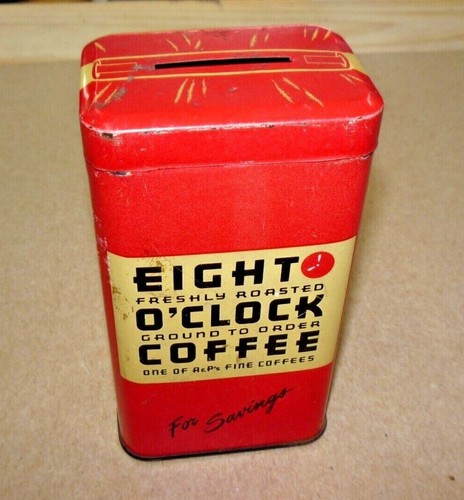 EIGHT
FRESHLY ROASTED
O'CLOCK
GROUND TO ORDER
COFFEE
ONE OF A&P's FINE COFFEES
For Savings